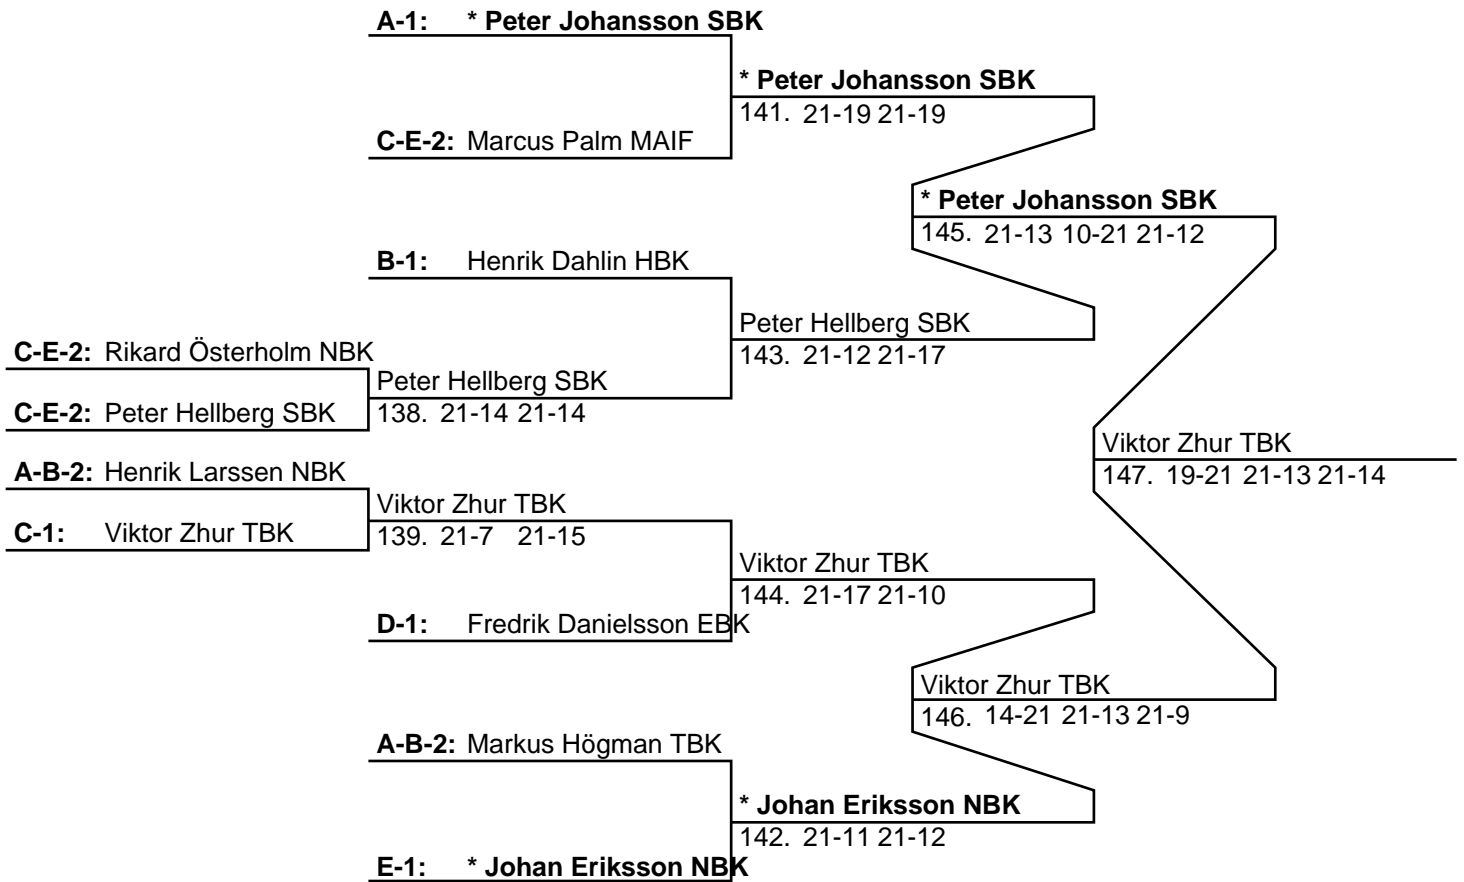 A-1: * Peter Johansson SBK
* Peter Johansson SBK
141. 21-19 21-19
C-E-2: Marcus Palm MAIF
* Peter Johansson SBK
145. 21-13 10-21 21-12
B-1: Henrik Dahlin HBK
Peter Hellberg SBK
143. 21-12 21-17
C-E-2: Rikard Österholm NBK
Peter Hellberg SBK
138. 21-14 21-14
C-E-2: Peter Hellberg SBK
Viktor Zhur TBK
147. 19-21 21-13 21-14
A-B-2: Henrik Larssen NBK
Viktor Zhur TBK
139. 21-7 21-15
C-1: Viktor Zhur TBK
Viktor Zhur TBK
144. 21-17 21-10
D-1: Fredrik Danielsson EBK
Viktor Zhur TBK
146. 14-21 21-13 21-9
A-B-2: Markus Högman TBK
* Johan Eriksson NBK
142. 21-11 21-12
E-1: * Johan Eriksson NBK